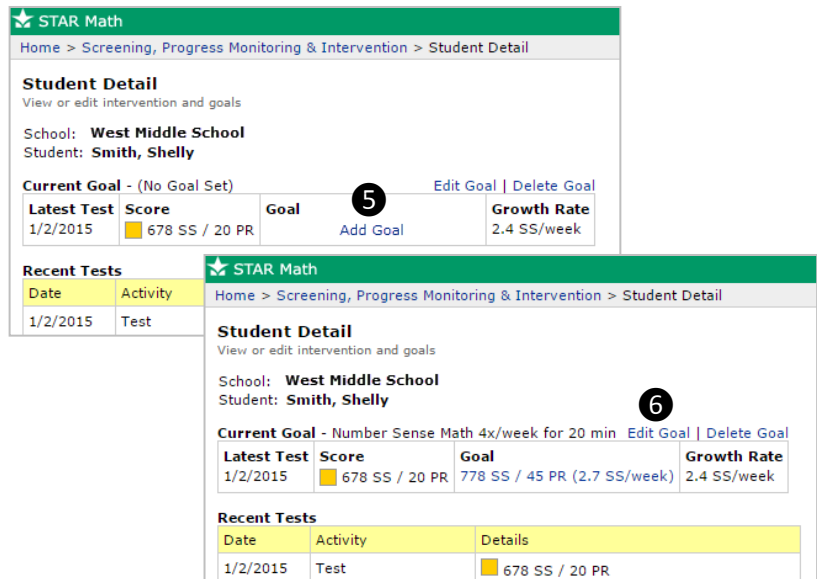 STAR Math
Home > Screening, Progress Monitoring & Intervention > Student Detail
Student Detail
View or edit intervention and goals
School: West Middle School
Student: Smith, Shelly
5
Current Goal - (No Goal Set) Edit Goal | Delete Goal
Latest Test Score Goal Growth Rate
1/2/2015 678 SS / 20 PR Add Goal 2.4 SS/week
Recent Tests
Date Activity
1/2/2015 Test
STAR Math
Home > Screening, Progress Monitoring & Intervention > Student Detail
Student Detail
View or edit intervention and goals
School: West Middle School
Student: Smith, Shelly
6
Current Goal - Number Sense Math 4x/week for 20 min Edit Goal | Delete Goal
Latest Test Score Goal Growth Rate
1/2/2015 678 SS / 20 PR 778 SS / 45 PR (2.7 SS/week) 2.4 SS/week
Recent Tests
Date Activity Details
1/2/2015 Test 678 SS / 20 PR